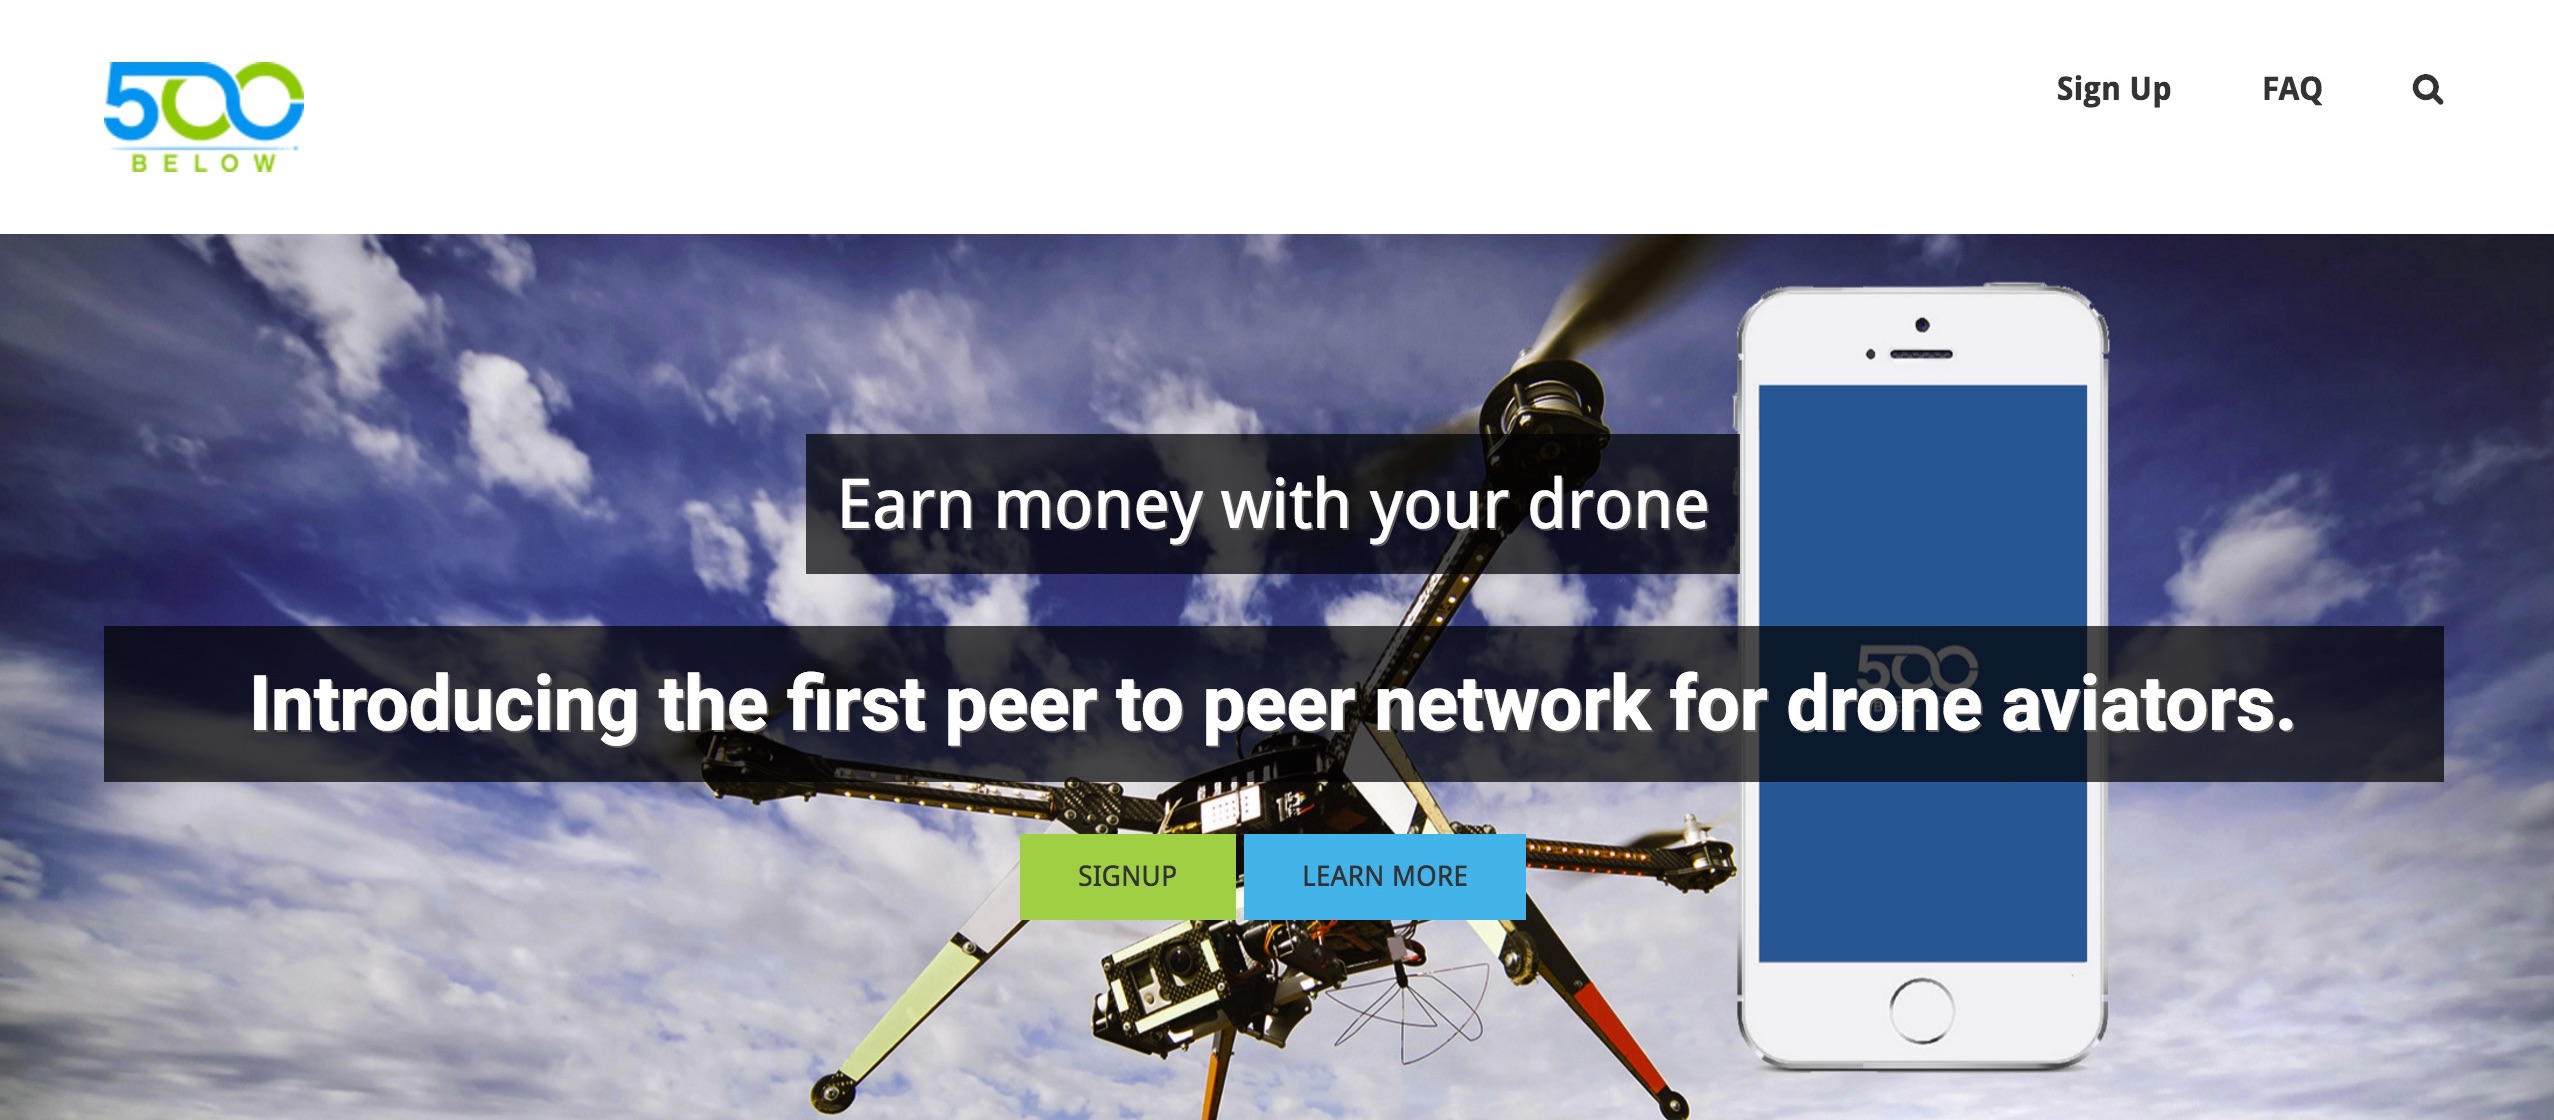 500
BELOW
Sign Up
FAQ
Earn money with your drone
500
Introducing the first peer to peer network for drone aviators.
SIGNUP
LEARN MORE